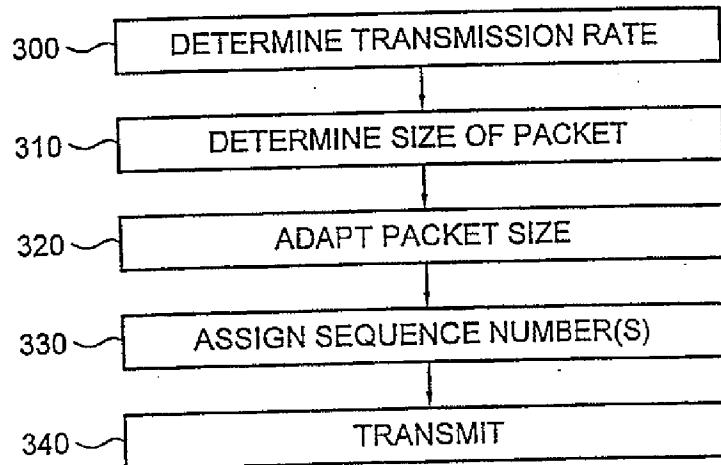 300 DETERMINE TRANSMISSION RATE
310 DETERMINE SIZE OF PACKET
320 ADAPT PACKET SIZE
330 ASSIGN SEQUENCE NUMBER(S)
340 TRANSMIT